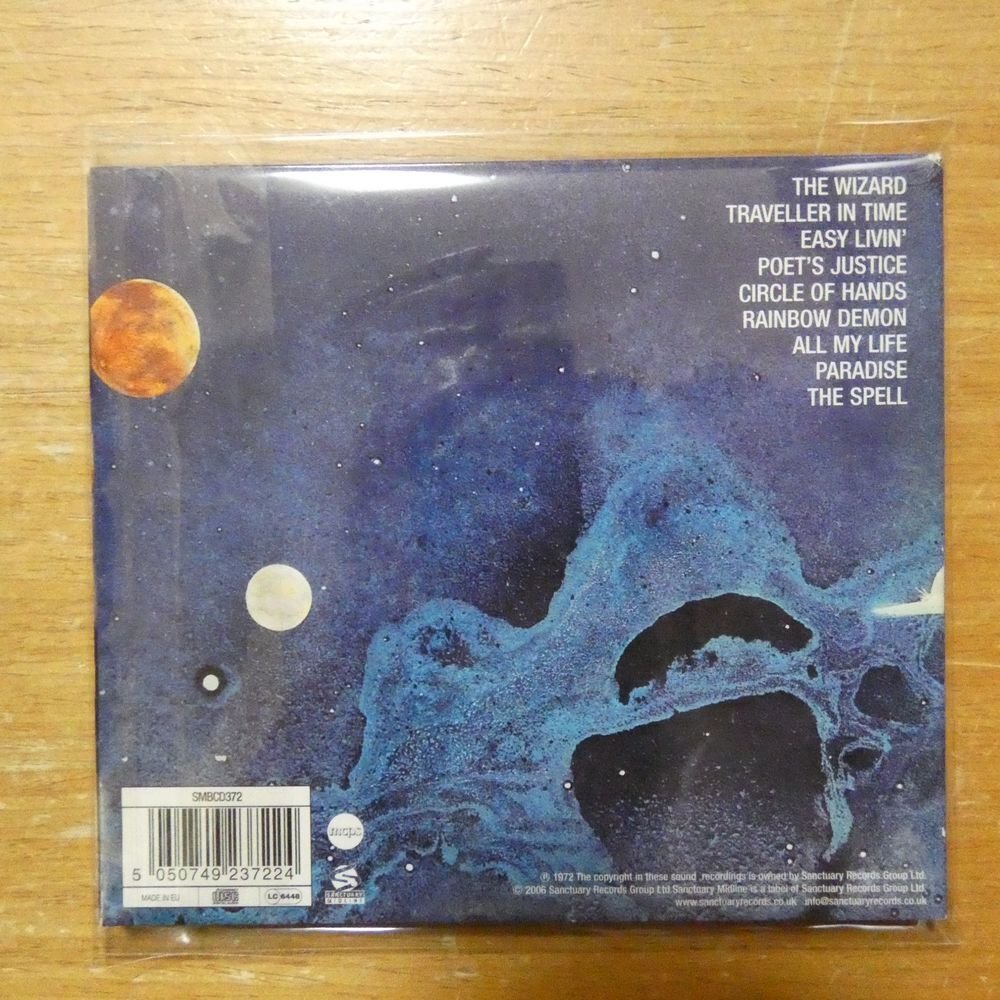 THE WIZARD
TRAVELLER IN TIME
EASY LIVIN'
POET'S JUSTICE
CIRCLE OF HANDS
RAINBOW DEMON
ALL MY LIFE
PARADISE
THE SPELL
SMBCD372
5 050749 237224
MADE IN EU
LC 6448
mcps
S
SANCTUARY
MIDLINE
℗ 1972 The copyright in these sound recordings is owned by Sanctuary Records Group Ltd.
© 2006 Sanctuary Records Group Ltd Sanctuary Midline is a label of Sanctuary Records Group Ltd.
www.sanctuaryrecords.co.uk info@sanctuaryrecords.co.uk